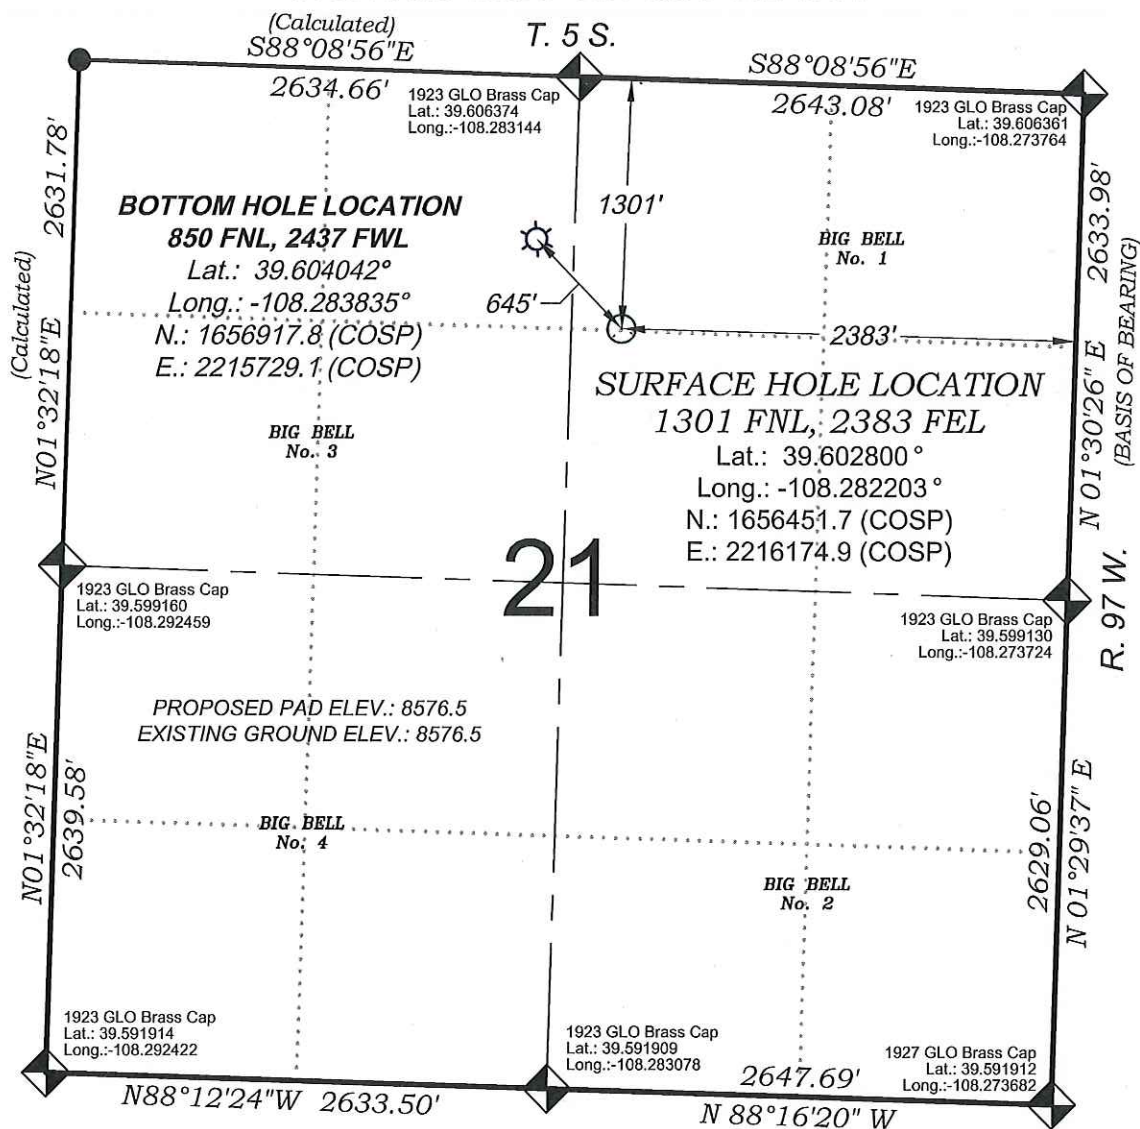 (Calculated)
S88°08'56"E
T. 5 S.
S88°08'56"E
2634.66'
1923 GLO Brass Cap
Lat.: 39.606374
Long.:-108.283144
2643.08'
1923 GLO Brass Cap
Lat.: 39.606361
Long.:-108.273764
2631.78'
(Calculated)
N01°32'18"E
BOTTOM HOLE LOCATION
850 FNL, 2437 FWL
Lat.: 39.604042°
Long.: -108.283835°
N.: 1656917.8 (COSP)
E.: 2215729.1 (COSP)
1301'
645'
2383'
BIG BELL
No. 1
2633.98'
N 01°30'26" E
(BASIS OF BEARING)
SURFACE HOLE LOCATION
1301 FNL, 2383 FEL
Lat.: 39.602800°
Long.: -108.282203°
N.: 1656451.7 (COSP)
E.: 2216174.9 (COSP)
BIG BELL
No. 3
21
R. 97 W.
1923 GLO Brass Cap
Lat.: 39.599160
Long.:-108.292459
1923 GLO Brass Cap
Lat.: 39.599130
Long.:-108.273724
PROPOSED PAD ELEV.: 8576.5
EXISTING GROUND ELEV.: 8576.5
N01°32'18"E
2639.58'
BIG BELL
No. 4
BIG BELL
No. 2
2629.06'
N 01°29'37" E
1923 GLO Brass Cap
Lat.: 39.591914
Long.:-108.292422
1923 GLO Brass Cap
Lat.: 39.591909
Long.:-108.283078
1927 GLO Brass Cap
Lat.: 39.591912
Long.:-108.273682
N88°12'24"W 2633.50'
2647.69'
N 88°16'20" W